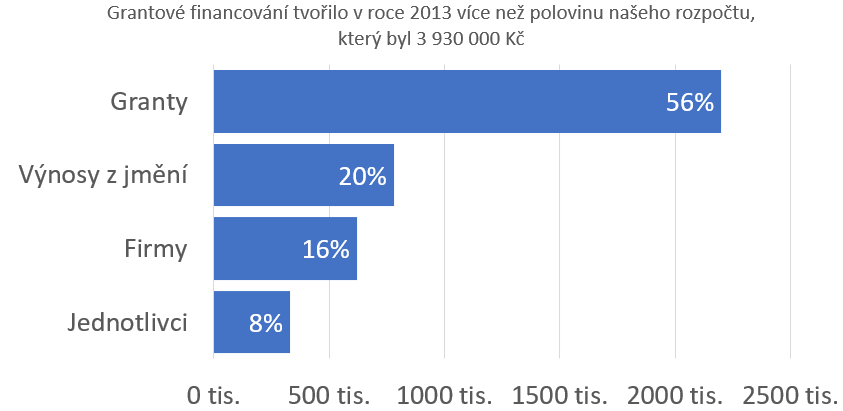 Grantové financování tvořilo v roce 2013 více než polovinu našeho rozpočtu,
který byl 3 930 000 Kč
Granty
56%
Výnosy z jmění
20%
Firmy
16%
Jednotlivci
8%
0 tis. 500 tis. 1000 tis. 1500 tis. 2000 tis. 2500 tis.